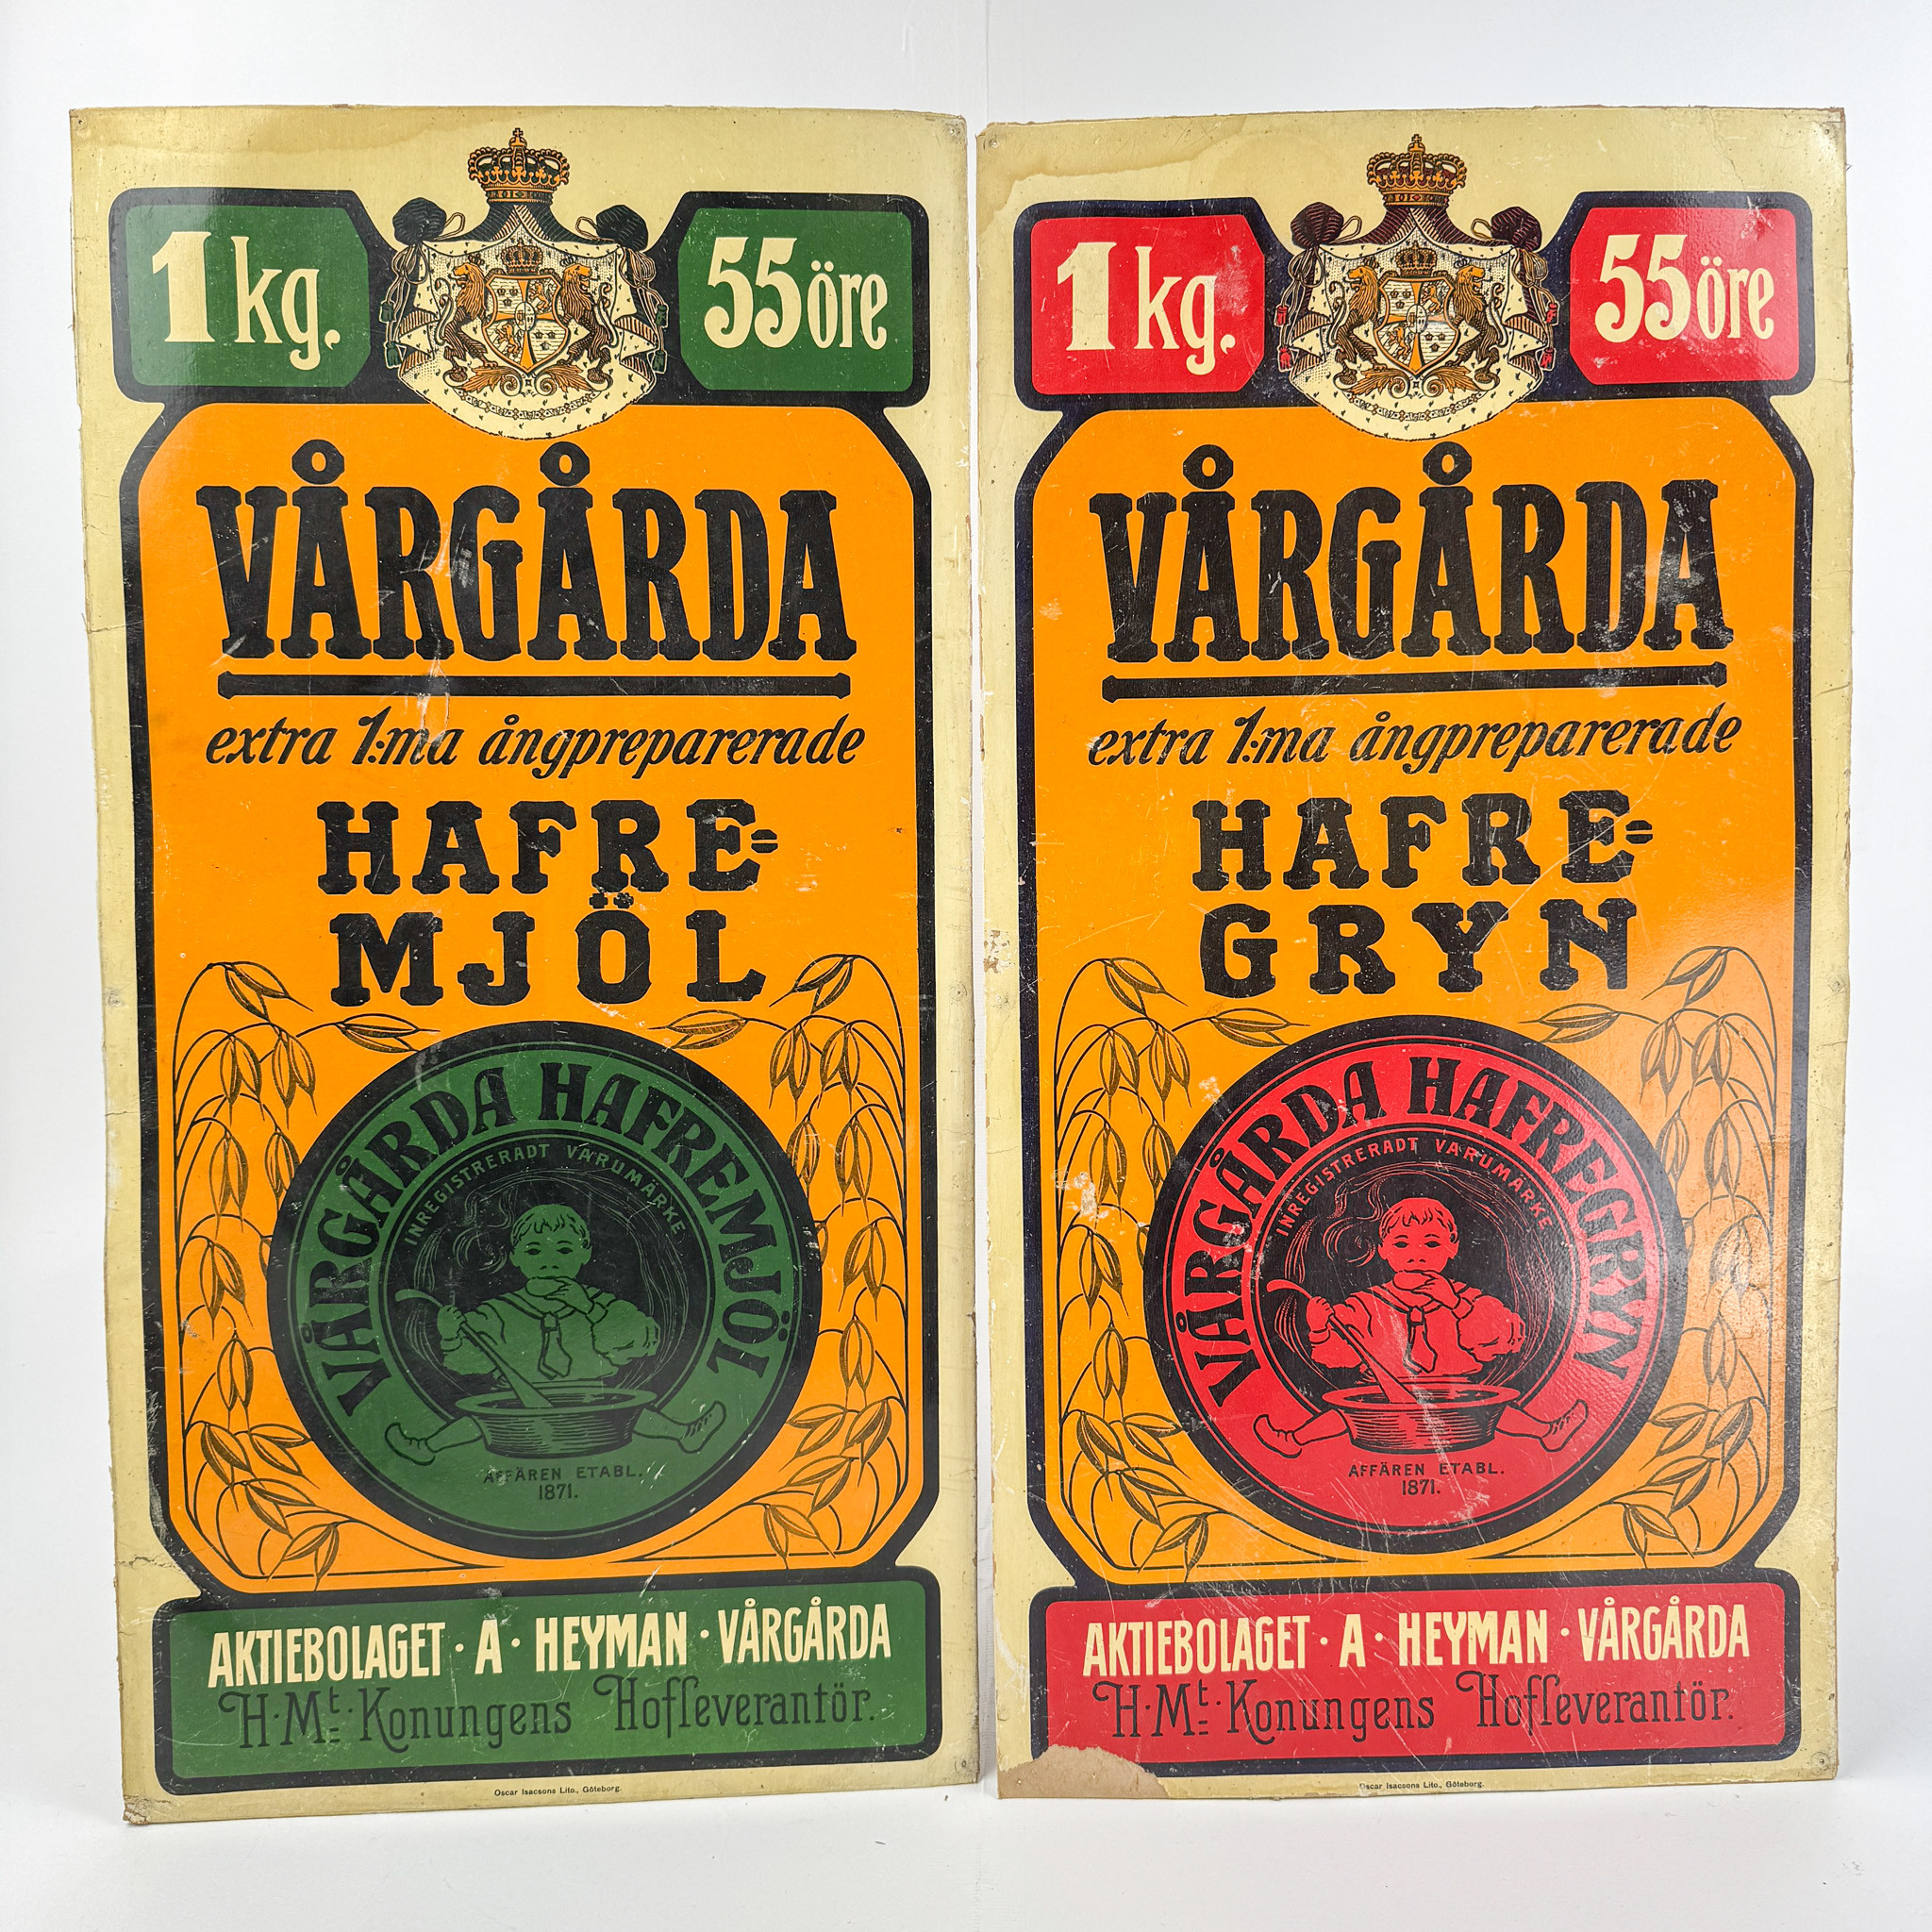 1 kg.
55 öre
VÅRGÅRDA
extra 1:ma ångpreparerade
HAFRE=
MJÖL
VÅRGÅRDA HAFREMJÖL
INREGISTRERADT VARUMÄRKE
AFFÄREN ETABL.
1871.
AKTIEBOLAGET · A · HEYMAN · VÅRGÅRDA
H·Mt· Konungens Hofleverantör.
Oscar Isacsons Lito., Göteborg.
1 kg.
55 öre
VÅRGÅRDA
extra 1:ma ångpreparerade
HAFRE=
GRYN
VÅRGÅRDA HAFREGRYN
INREGISTRERADT VARUMÄRKE
AFFÄREN ETABL.
1871.
AKTIEBOLAGET · A · HEYMAN · VÅRGÅRDA
H·Mt· Konungens Hofleverantör.
Oscar Isacsons Lito., Göteborg.